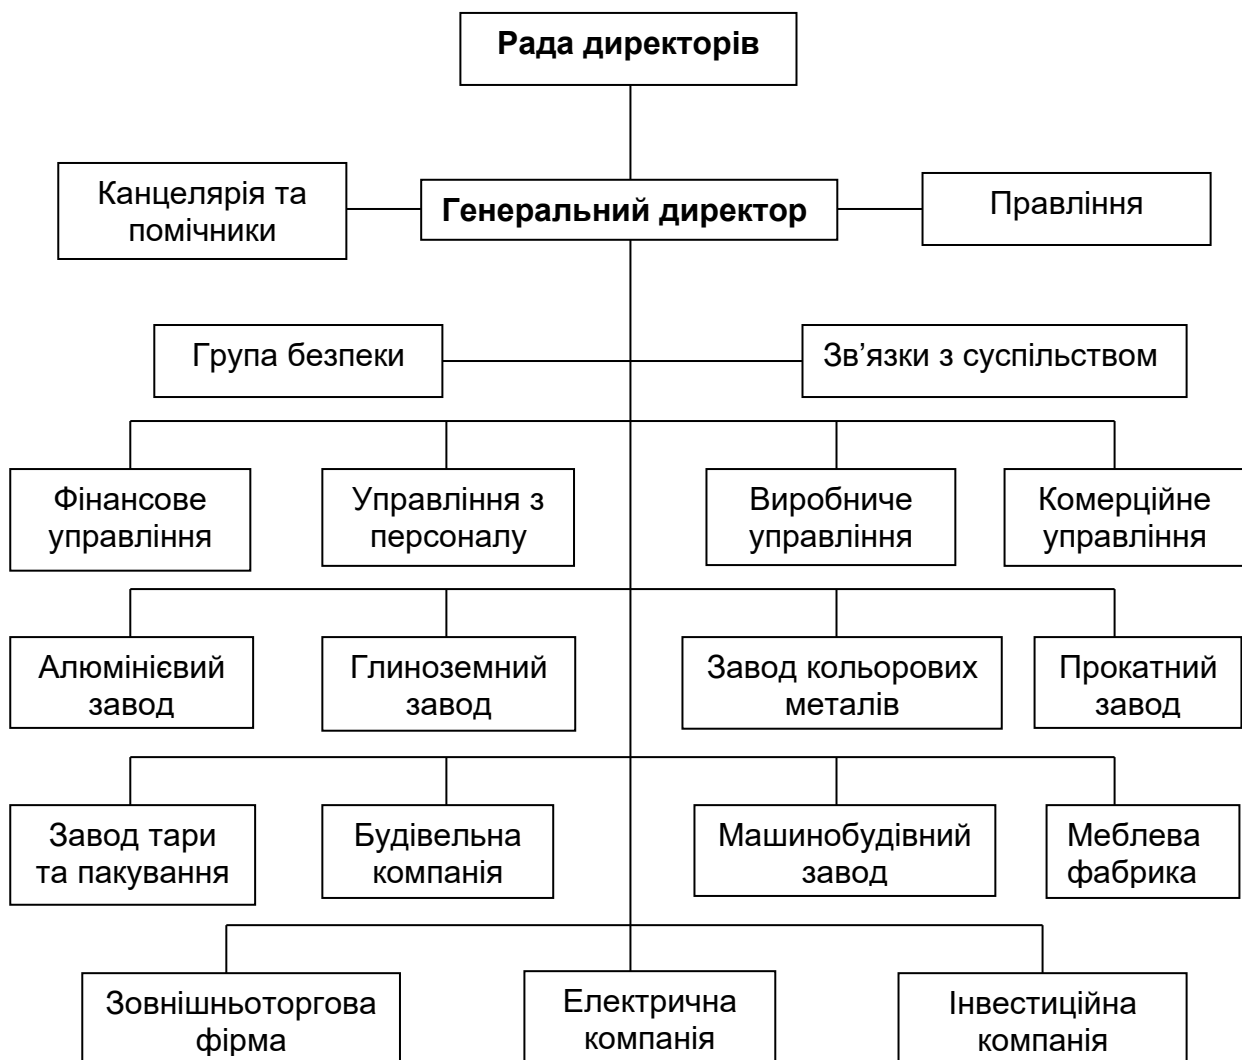 Рада директорів
Канцелярія та
помічники
Генеральний директор
Правління
Група безпеки
Зв’язки з суспільством
Фінансове
управління
Управління з
персоналу
Виробниче
управління
Комерційне
управління
Алюмінієвий
завод
Глиноземний
завод
Завод кольорових
металів
Прокатний
завод
Завод тари
та пакування
Будівельна
компанія
Машинобудівний
завод
Меблева
фабрика
Зовнішньоторгова
фірма
Електрична
компанія
Інвестиційна
компанія